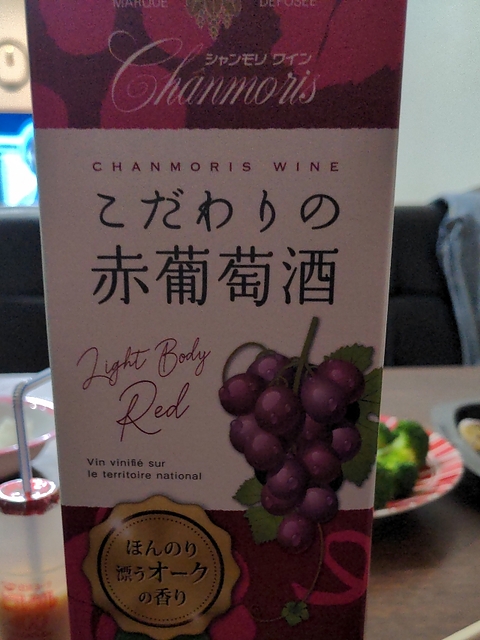 MARQUE DÉPOSÉE
シャンモリ ワイン
Chanmoris
CHANMORIS WINE
こだわりの
赤葡萄酒
Light Body
Red
Vin vinifié sur
le territoire national
ほんのり
漂うオーク
の香り